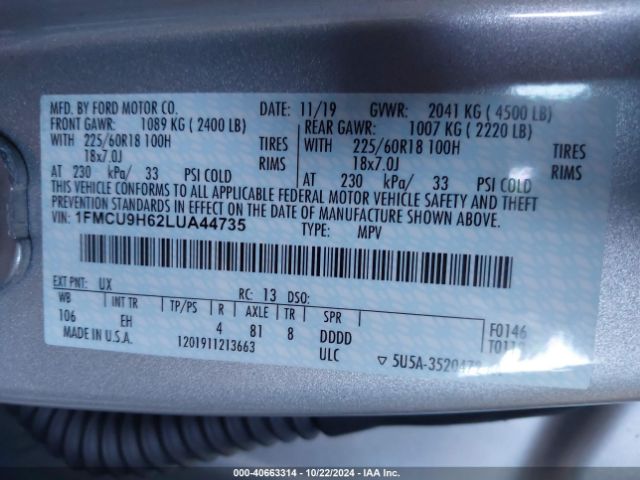 MFD. BY FORD MOTOR CO. DATE: 11/19 GVWR: 2041 KG ( 4500 LB)
FRONT GAWR: 1089 KG ( 2400 LB) REAR GAWR: 1007 KG ( 2220 LB)
WITH 225/60R18 100H TIRES WITH 225/60R18 100H TIRES
18x7.0J RIMS 18x7.0J RIMS
AT 230 kPa/ 33 PSI COLD AT 230 kPa/ 33 PSI COLD
THIS VEHICLE CONFORMS TO ALL APPLICABLE FEDERAL MOTOR VEHICLE SAFETY AND THEFT
PREVENTION STANDARDS IN EFFECT ON THE DATE OF MANUFACTURE SHOWN ABOVE.
VIN: 1FMCU9H62LUA44735 TYPE: MPV
EXT PNT: UX RC: 13 DSO:
WB INT TR TP/PS R AXLE TR SPR
106 EH 4 81 8 DDDD F0146
MADE IN U.S.A. 1201911213663 ULC
▽ 5U5A-3520472
000-40663314 - 10/22/2024 - IAA Inc.